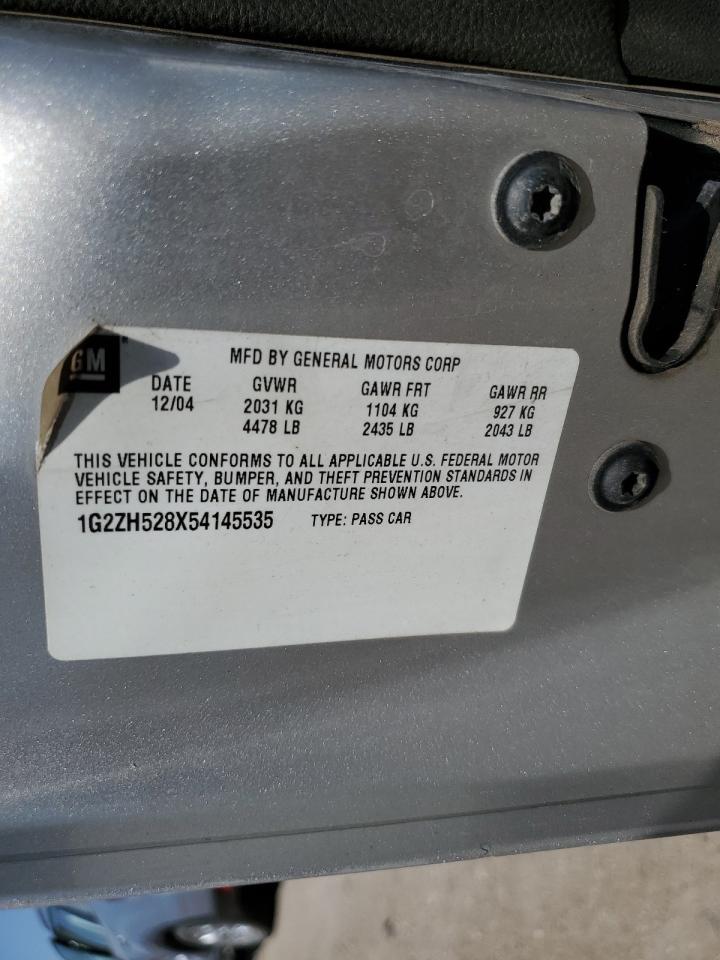 GM
MFD BY GENERAL MOTORS CORP
DATE GVWR GAWR FRT GAWR RR
12/04 2031 KG 1104 KG 927 KG
4478 LB 2435 LB 2043 LB
THIS VEHICLE CONFORMS TO ALL APPLICABLE U.S. FEDERAL MOTOR
VEHICLE SAFETY, BUMPER, AND THEFT PREVENTION STANDARDS IN
EFFECT ON THE DATE OF MANUFACTURE SHOWN ABOVE.
1G2ZH528X54145535 TYPE: PASS CAR